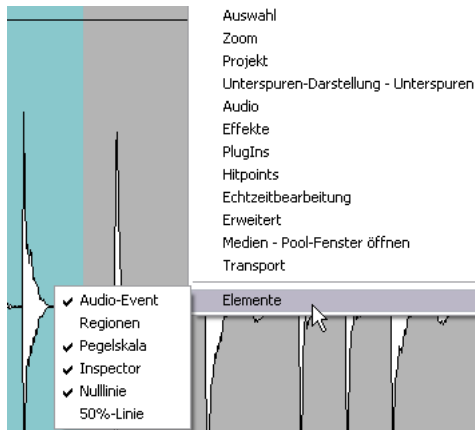 Auswahl
Zoom
Projekt
Unterspuren-Darstellung - Unterspuren
Audio
Effekte
PlugIns
Hitpoints
Echtzeitbearbeitung
Erweitert
Medien - Pool-Fenster öffnen
Transport
Elemente
Audio-Event
Regionen
Pegelskala
Inspector
Nulllinie
50%-Linie